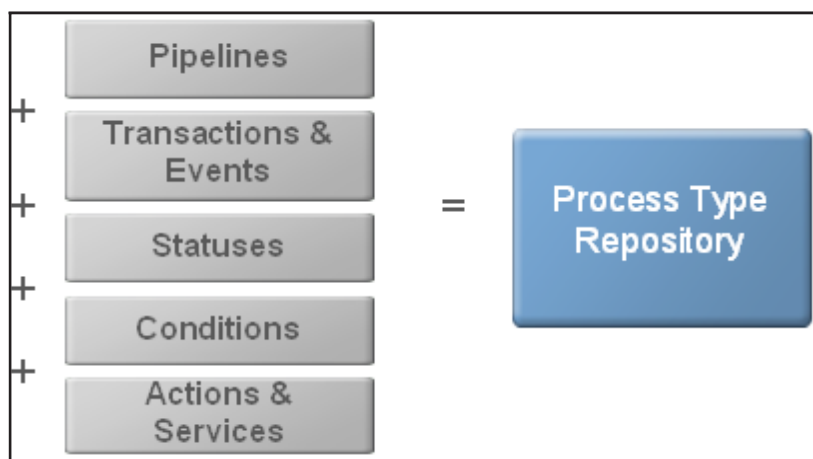 Pipelines
+
Transactions &
Events
+
Statuses
+
Conditions
+
Actions &
Services
=
Process Type
Repository